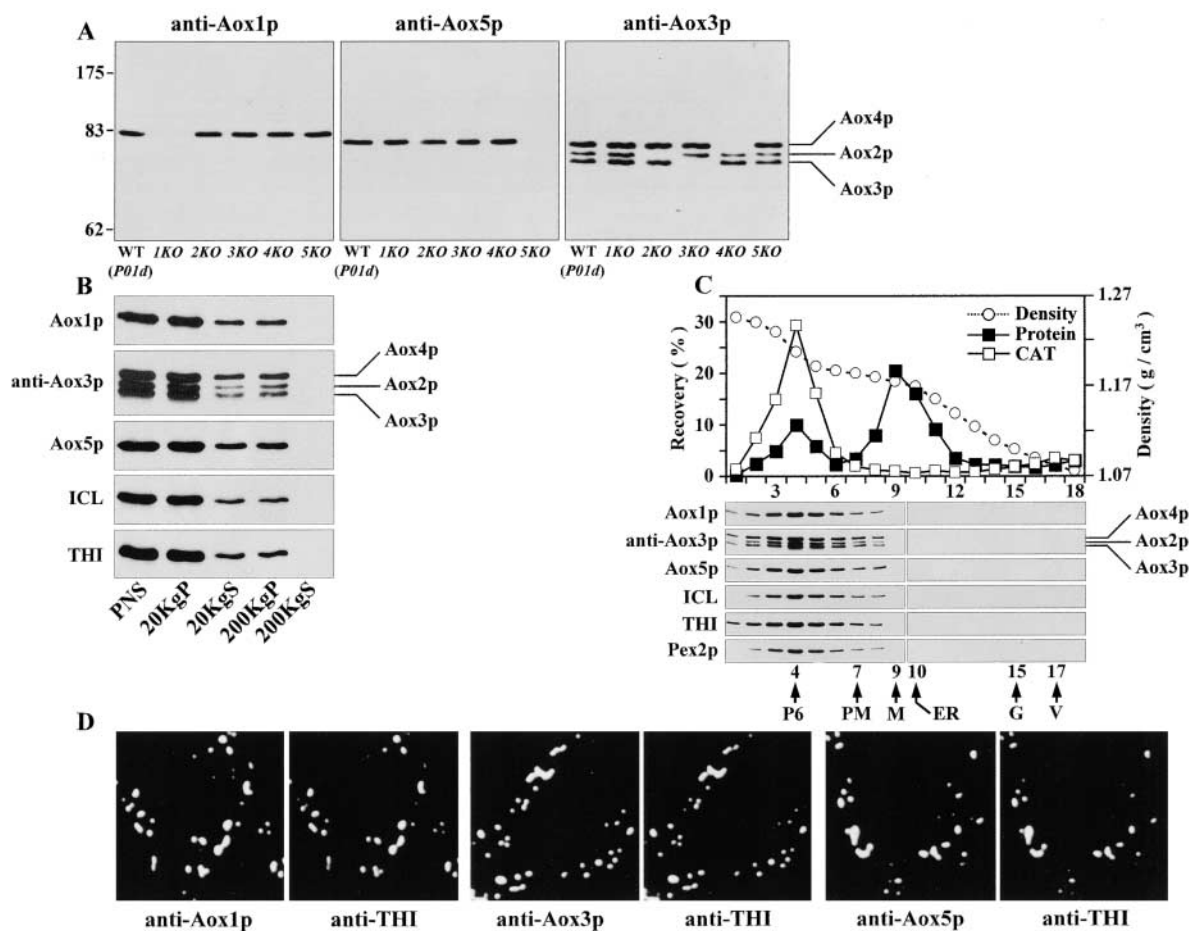 A
anti-Aox1p
anti-Aox5p
anti-Aox3p
175
83
62
Aox4p
Aox2p
Aox3p
WT 1KO 2KO 3KO 4KO 5KO
(P01d)
WT 1KO 2KO 3KO 4KO 5KO
(P01d)
WT 1KO 2KO 3KO 4KO 5KO
(P01d)
B
Aox1p
anti-Aox3p
Aox4p
Aox2p
Aox3p
Aox5p
ICL
THI
PNS
20KgP
20KgS
200KgP
200KgS
C
Recovery ( % )
30
20
10
0
Density
Protein
CAT
1.27
1.17
1.07
Density ( g / cm3 )
3 6 9 12 15 18
Aox1p
anti-Aox3p
Aox5p
ICL
THI
Pex2p
Aox4p
Aox2p
Aox3p
4 7 9 10 15 17
P6 PM M ER G V
D
anti-Aox1p
anti-THI
anti-Aox3p
anti-THI
anti-Aox5p
anti-THI